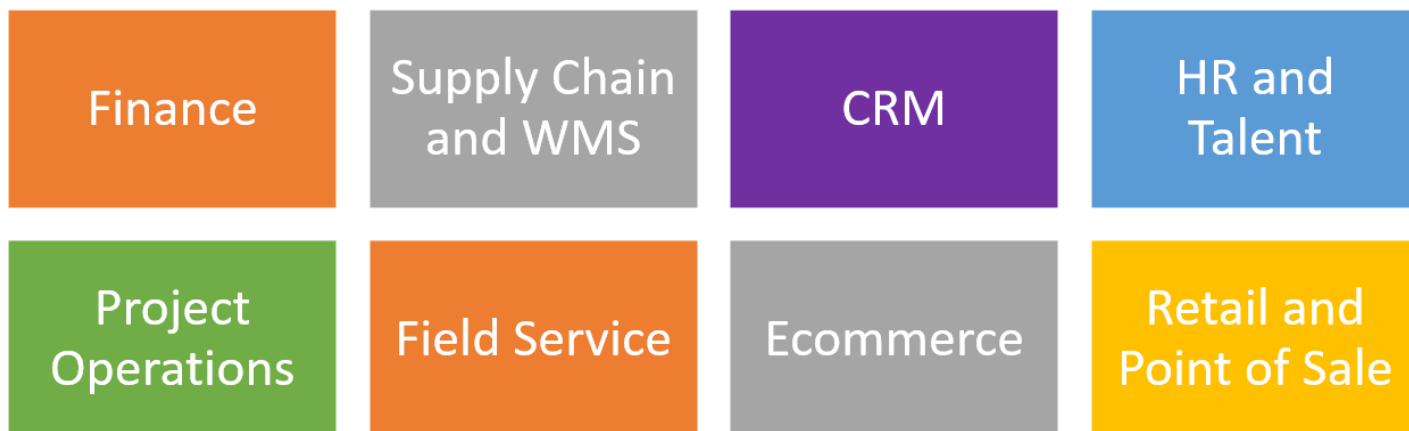 Finance
Supply Chain
and WMS
CRM
HR and
Talent
Project
Operations
Field Service
Ecommerce
Retail and
Point of Sale